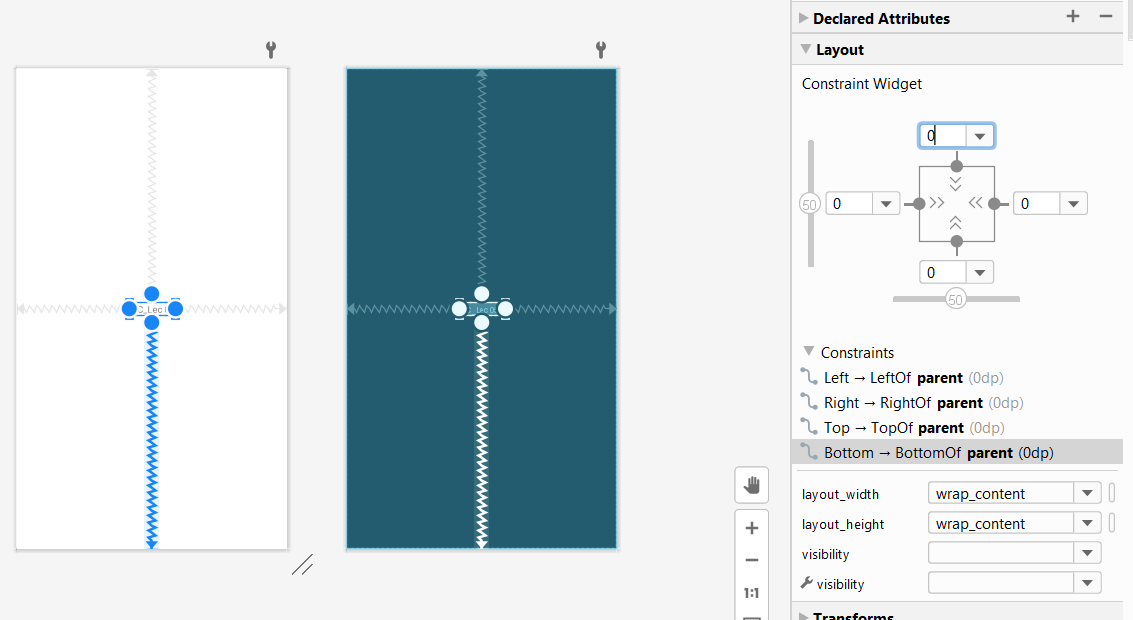 Declared Attributes
Layout
Constraint Widget
0
50
0
0
0
50
Constraints
Left → LeftOf parent (0dp)
Right → RightOf parent (0dp)
Top → TopOf parent (0dp)
Bottom → BottomOf parent (0dp)
layout_width wrap_content
layout_height wrap_content
visibility
visibility
1:1
Transforms